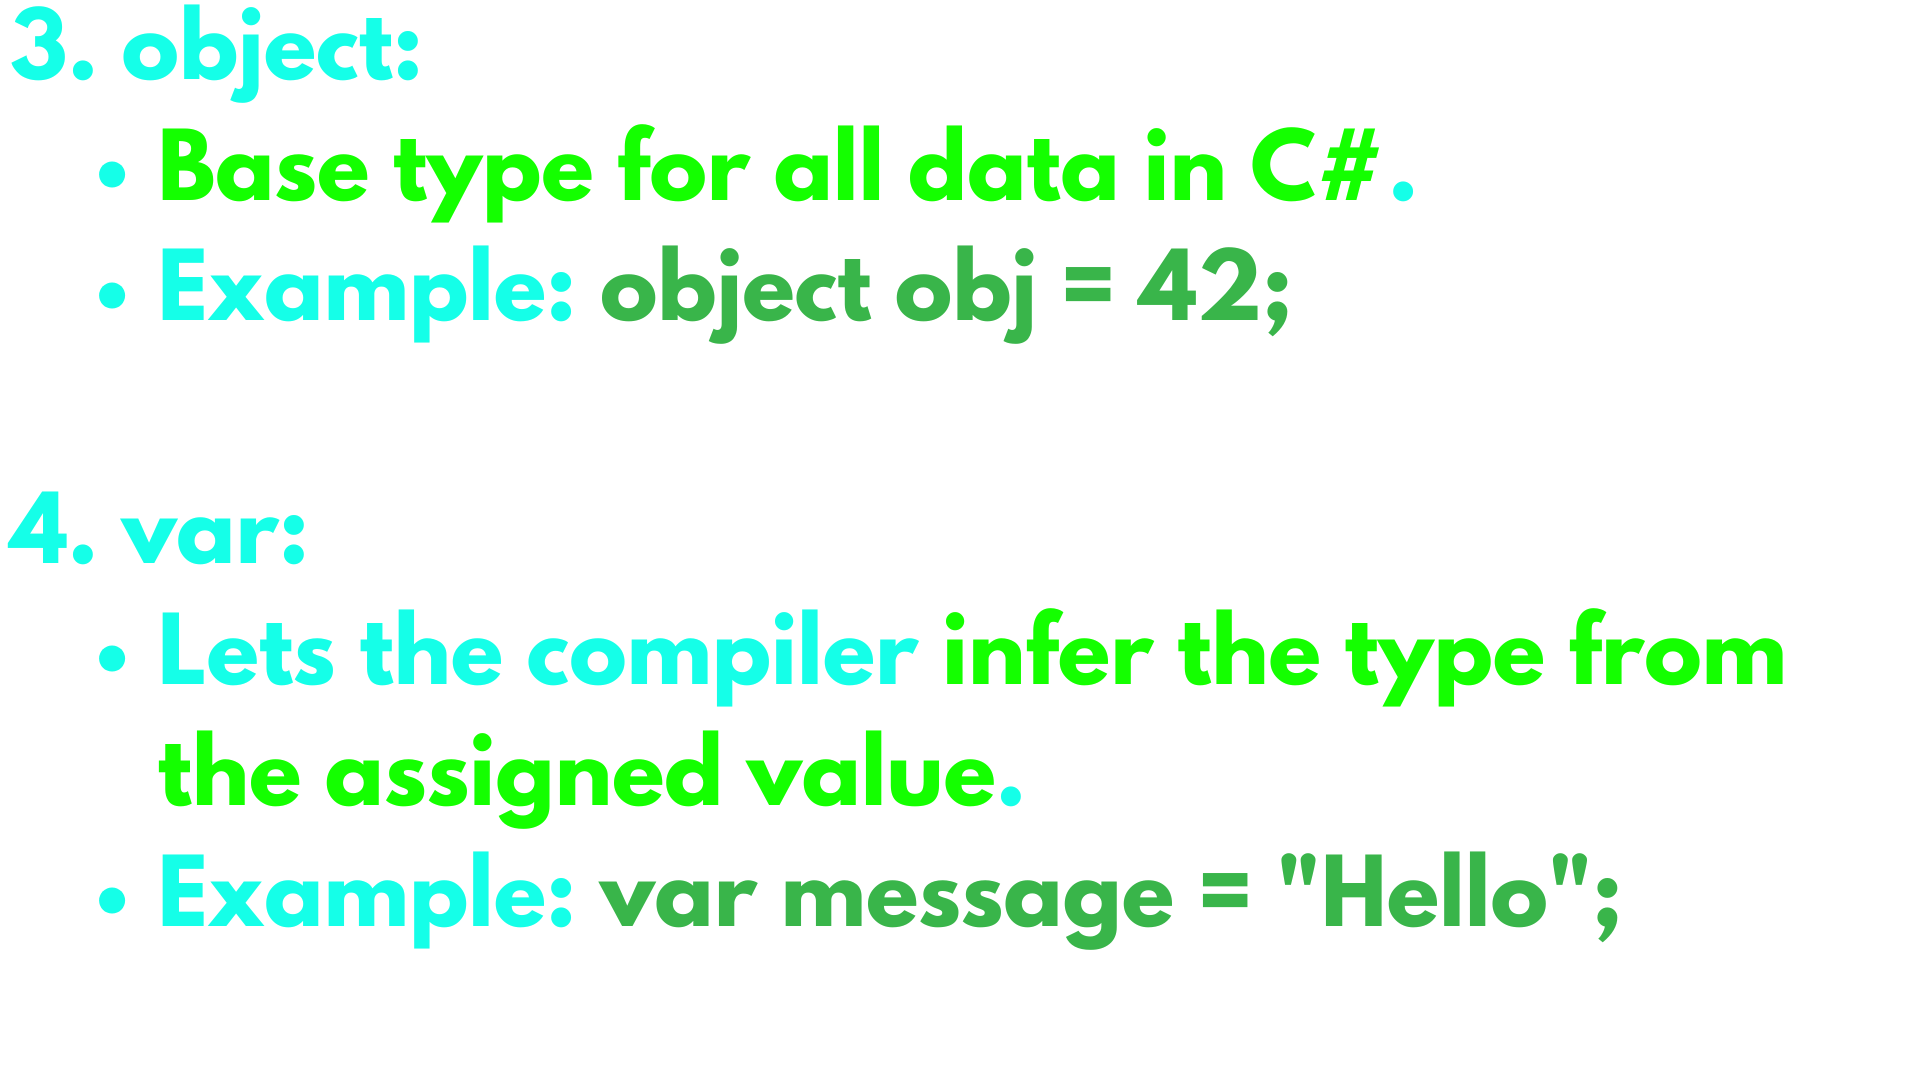 3. object:
• Base type for all data in C#.
• Example: object obj = 42;
4. var:
• Lets the compiler infer the type from
the assigned value.
• Example: var message = "Hello";